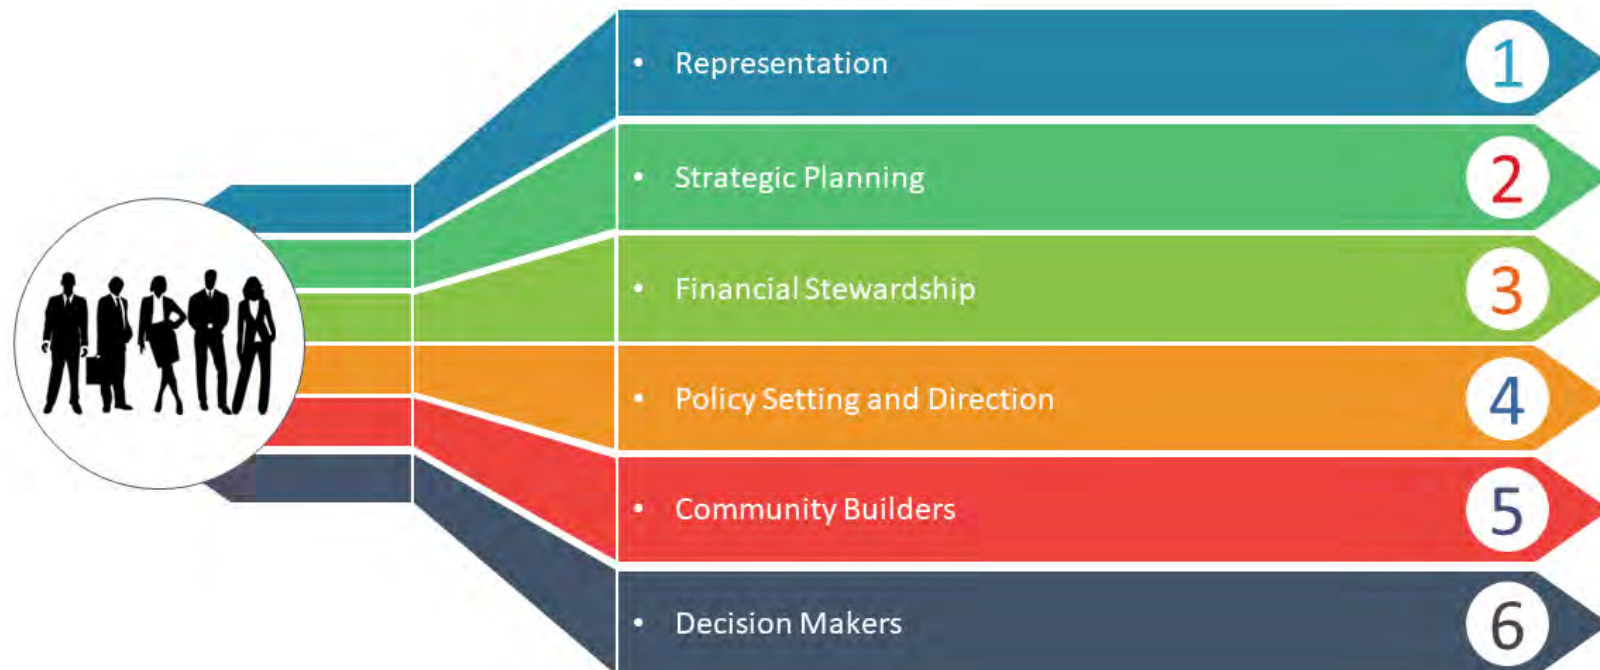 • Representation 1
• Strategic Planning 2
• Financial Stewardship 3
• Policy Setting and Direction 4
• Community Builders 5
• Decision Makers 6